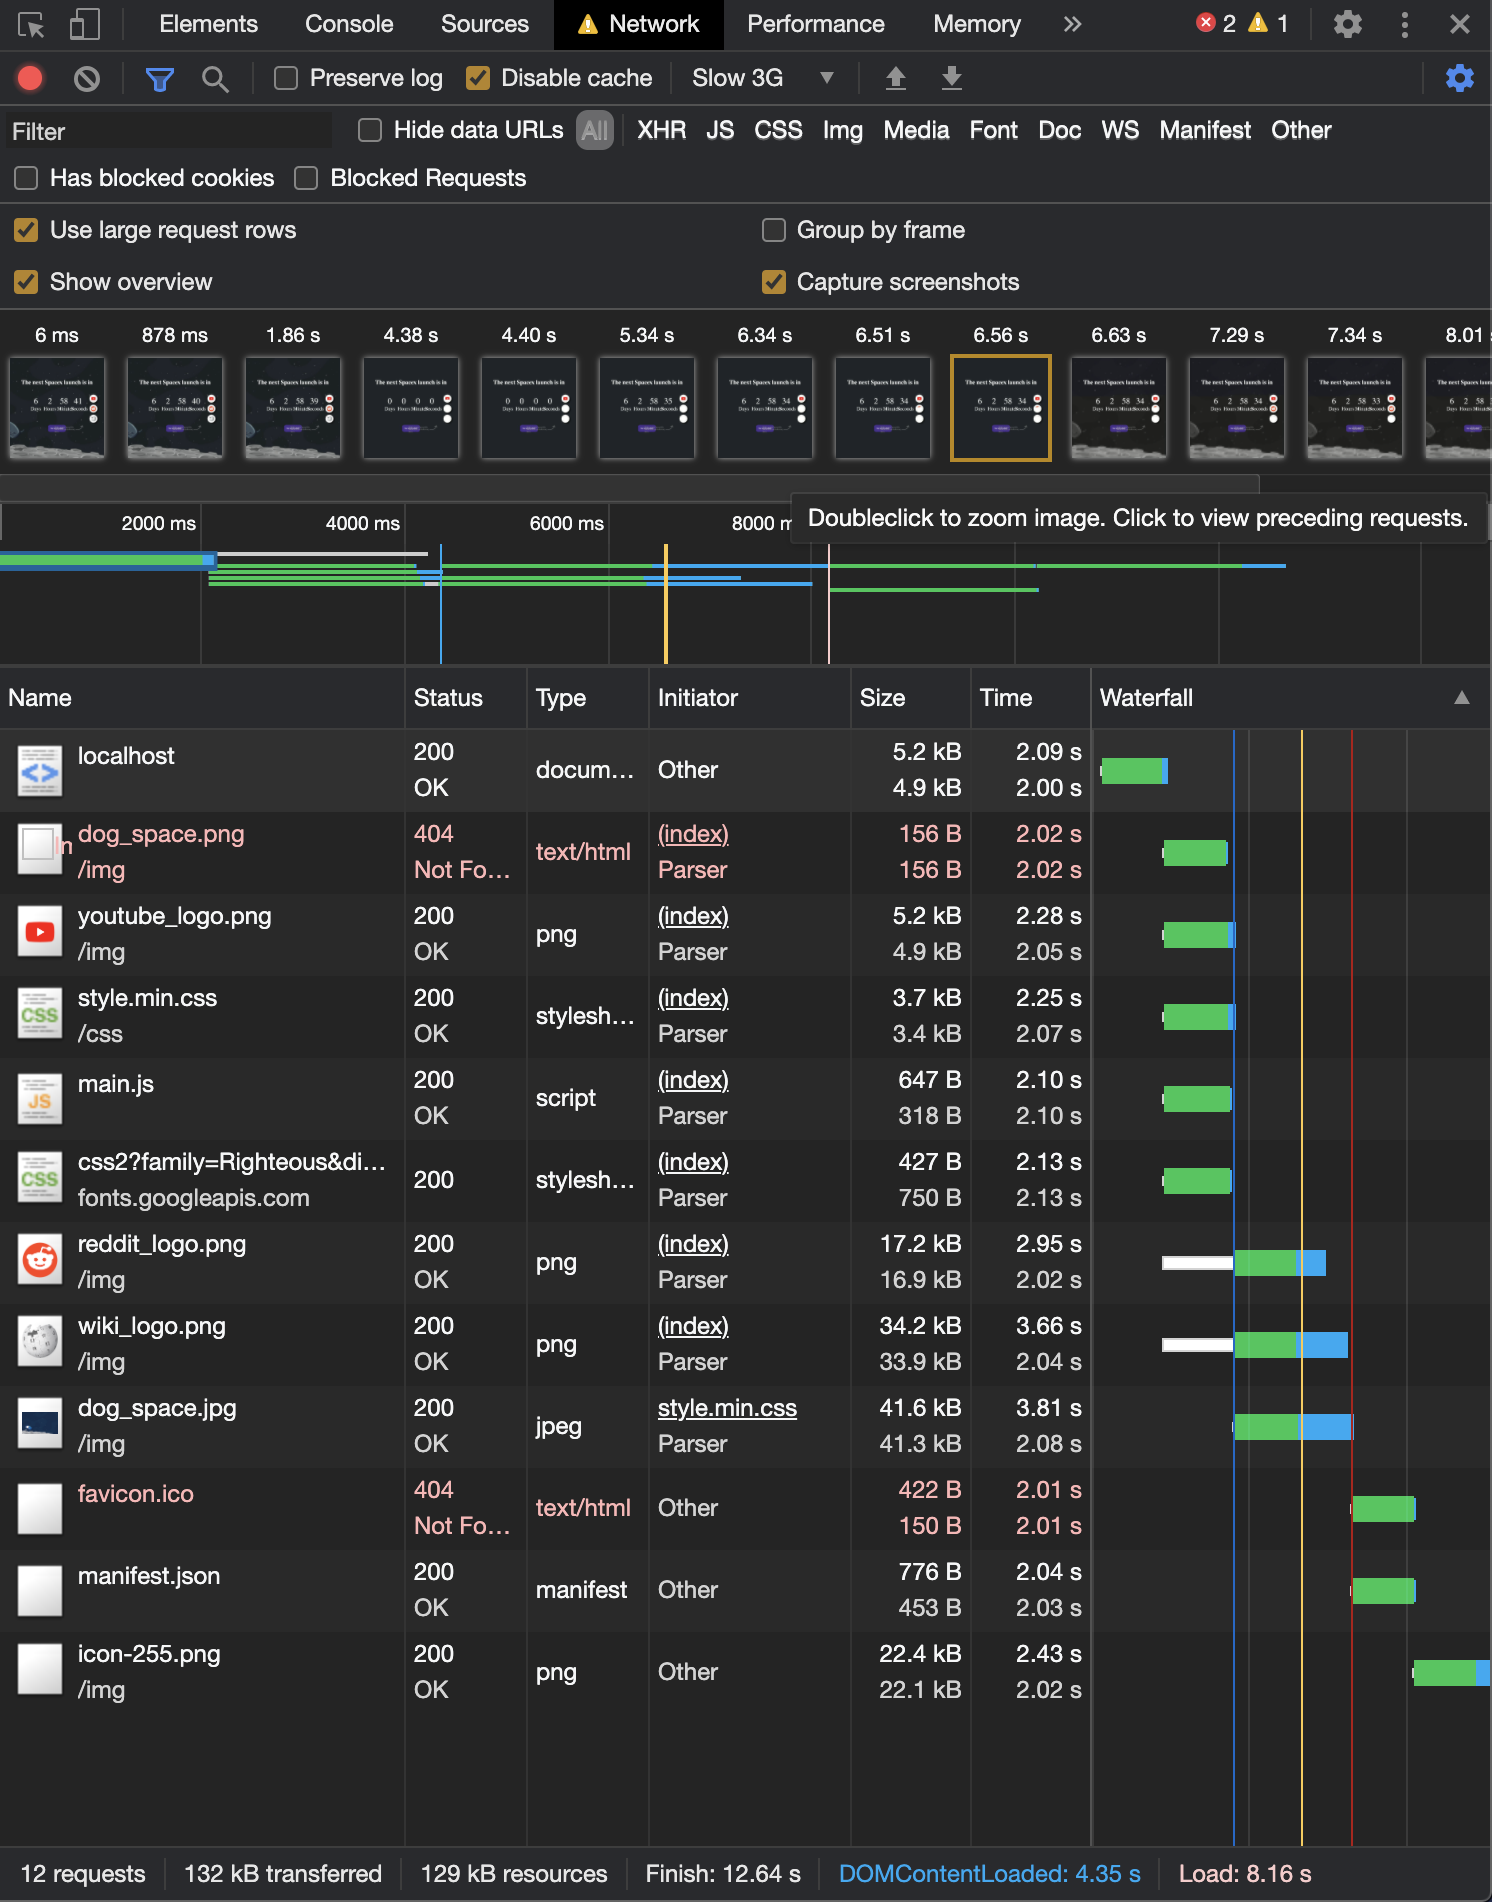 Elements Console Sources Network Performance Memory 2 1
Preserve log Disable cache Slow 3G
Filter Hide data URLs All XHR JS CSS Img Media Font Doc WS Manifest Other
Has blocked cookies Blocked Requests
Use large request rows Group by frame
Show overview Capture screenshots
6 ms 878 ms 1.86 s 4.38 s 4.40 s 5.34 s 6.34 s 6.51 s 6.56 s 6.63 s 7.29 s 7.34 s 8.01
The next Spaces launch is in
2000 ms 4000 ms 6000 ms 8000 m
Doubleclick to zoom image. Click to view preceding requests.
Name Status Type Initiator Size Time Waterfall
localhost 200 docum… Other 5.2 kB 2.09 s
OK 4.9 kB 2.00 s
dog_space.png 404 text/html (index) 156 B 2.02 s
/img Not Fo… Parser 156 B 2.02 s
youtube_logo.png 200 png (index) 5.2 kB 2.28 s
/img OK Parser 4.9 kB 2.05 s
style.min.css 200 stylesh… (index) 3.7 kB 2.25 s
/css OK Parser 3.4 kB 2.07 s
main.js 200 script (index) 647 B 2.10 s
OK Parser 318 B 2.10 s
css2?family=Righteous&di… 200 stylesh… (index) 427 B 2.13 s
fonts.googleapis.com Parser 750 B 2.13 s
reddit_logo.png 200 png (index) 17.2 kB 2.95 s
/img OK Parser 16.9 kB 2.02 s
wiki_logo.png 200 png (index) 34.2 kB 3.66 s
/img OK Parser 33.9 kB 2.04 s
dog_space.jpg 200 jpeg style.min.css 41.6 kB 3.81 s
/img OK Parser 41.3 kB 2.08 s
favicon.ico 404 text/html Other 422 B 2.01 s
Not Fo… 150 B 2.01 s
manifest.json 200 manifest Other 776 B 2.04 s
OK 453 B 2.03 s
icon-255.png 200 png Other 22.4 kB 2.43 s
/img OK 22.1 kB 2.02 s
12 requests 132 kB transferred 129 kB resources Finish: 12.64 s DOMContentLoaded: 4.35 s Load: 8.16 s